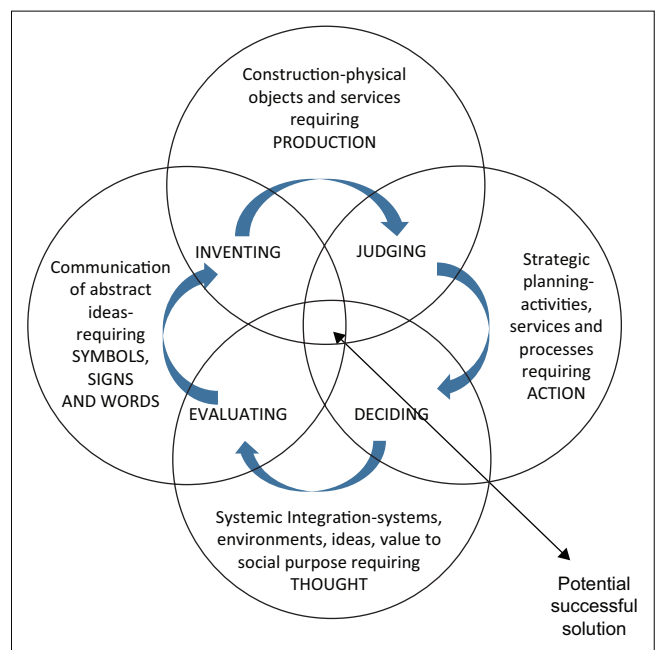 Construction-physical
objects and services
requiring
PRODUCTION
INVENTING
JUDGING
Communication
of abstract
ideas-
requiring
SYMBOLS,
SIGNS
AND WORDS
Strategic
planning-
activities,
services and
processes
requiring
ACTION
EVALUATING
DECIDING
Systemic Integration-systems,
environments, ideas, value to
social purpose requiring
THOUGHT
Potential
successful
solution